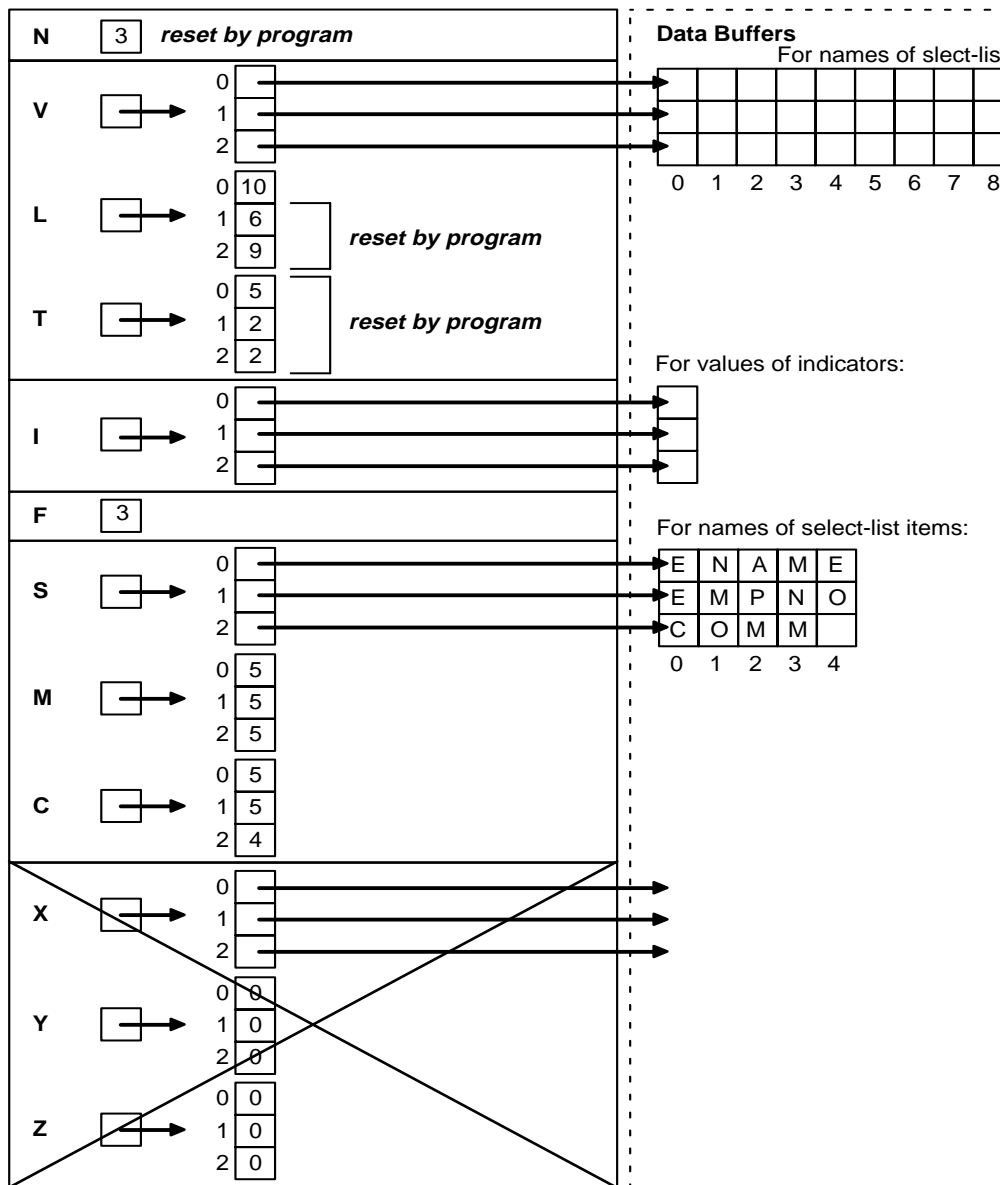 N 3 reset by program
Data Buffers
For names of slect-lis
V
0
1
2
0 1 2 3 4 5 6 7 8
L
0 10
1 6
2 9
reset by program
T
0 5
1 2
2 2
reset by program
For values of indicators:
I
0
1
2
F 3
For names of select-list items:
S
0
1
2
E N A M E
E M P N O
C O M M
0 1 2 3 4
M
0 5
1 5
2 5
C
0 5
1 5
2 4
X
0
1
2
Y
0 0
1 0
2 0
Z
0 0
1 0
2 0